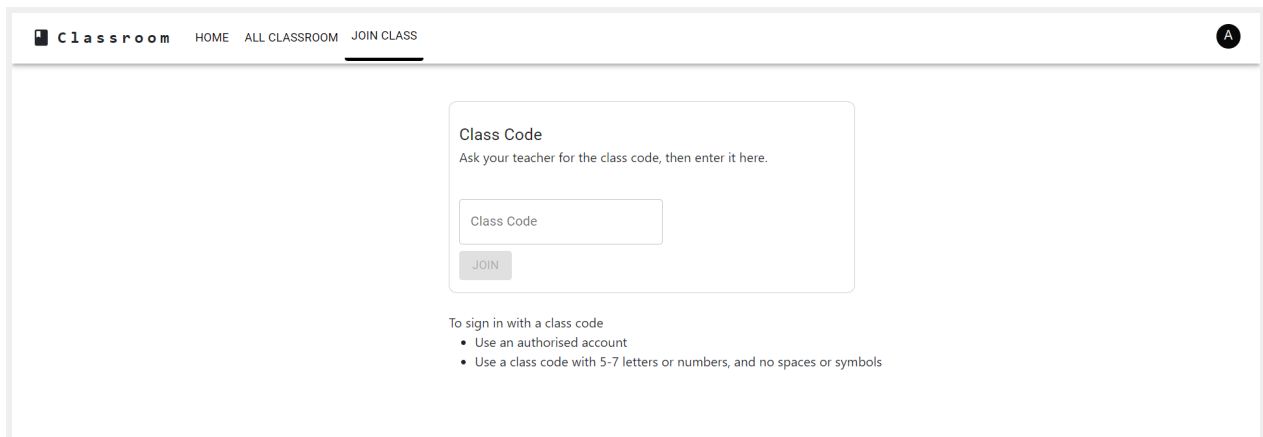 Classroom HOME ALL CLASSROOM JOIN CLASS A
Class Code
Ask your teacher for the class code, then enter it here.
Class Code
JOIN
To sign in with a class code
• Use an authorised account
• Use a class code with 5-7 letters or numbers, and no spaces or symbols